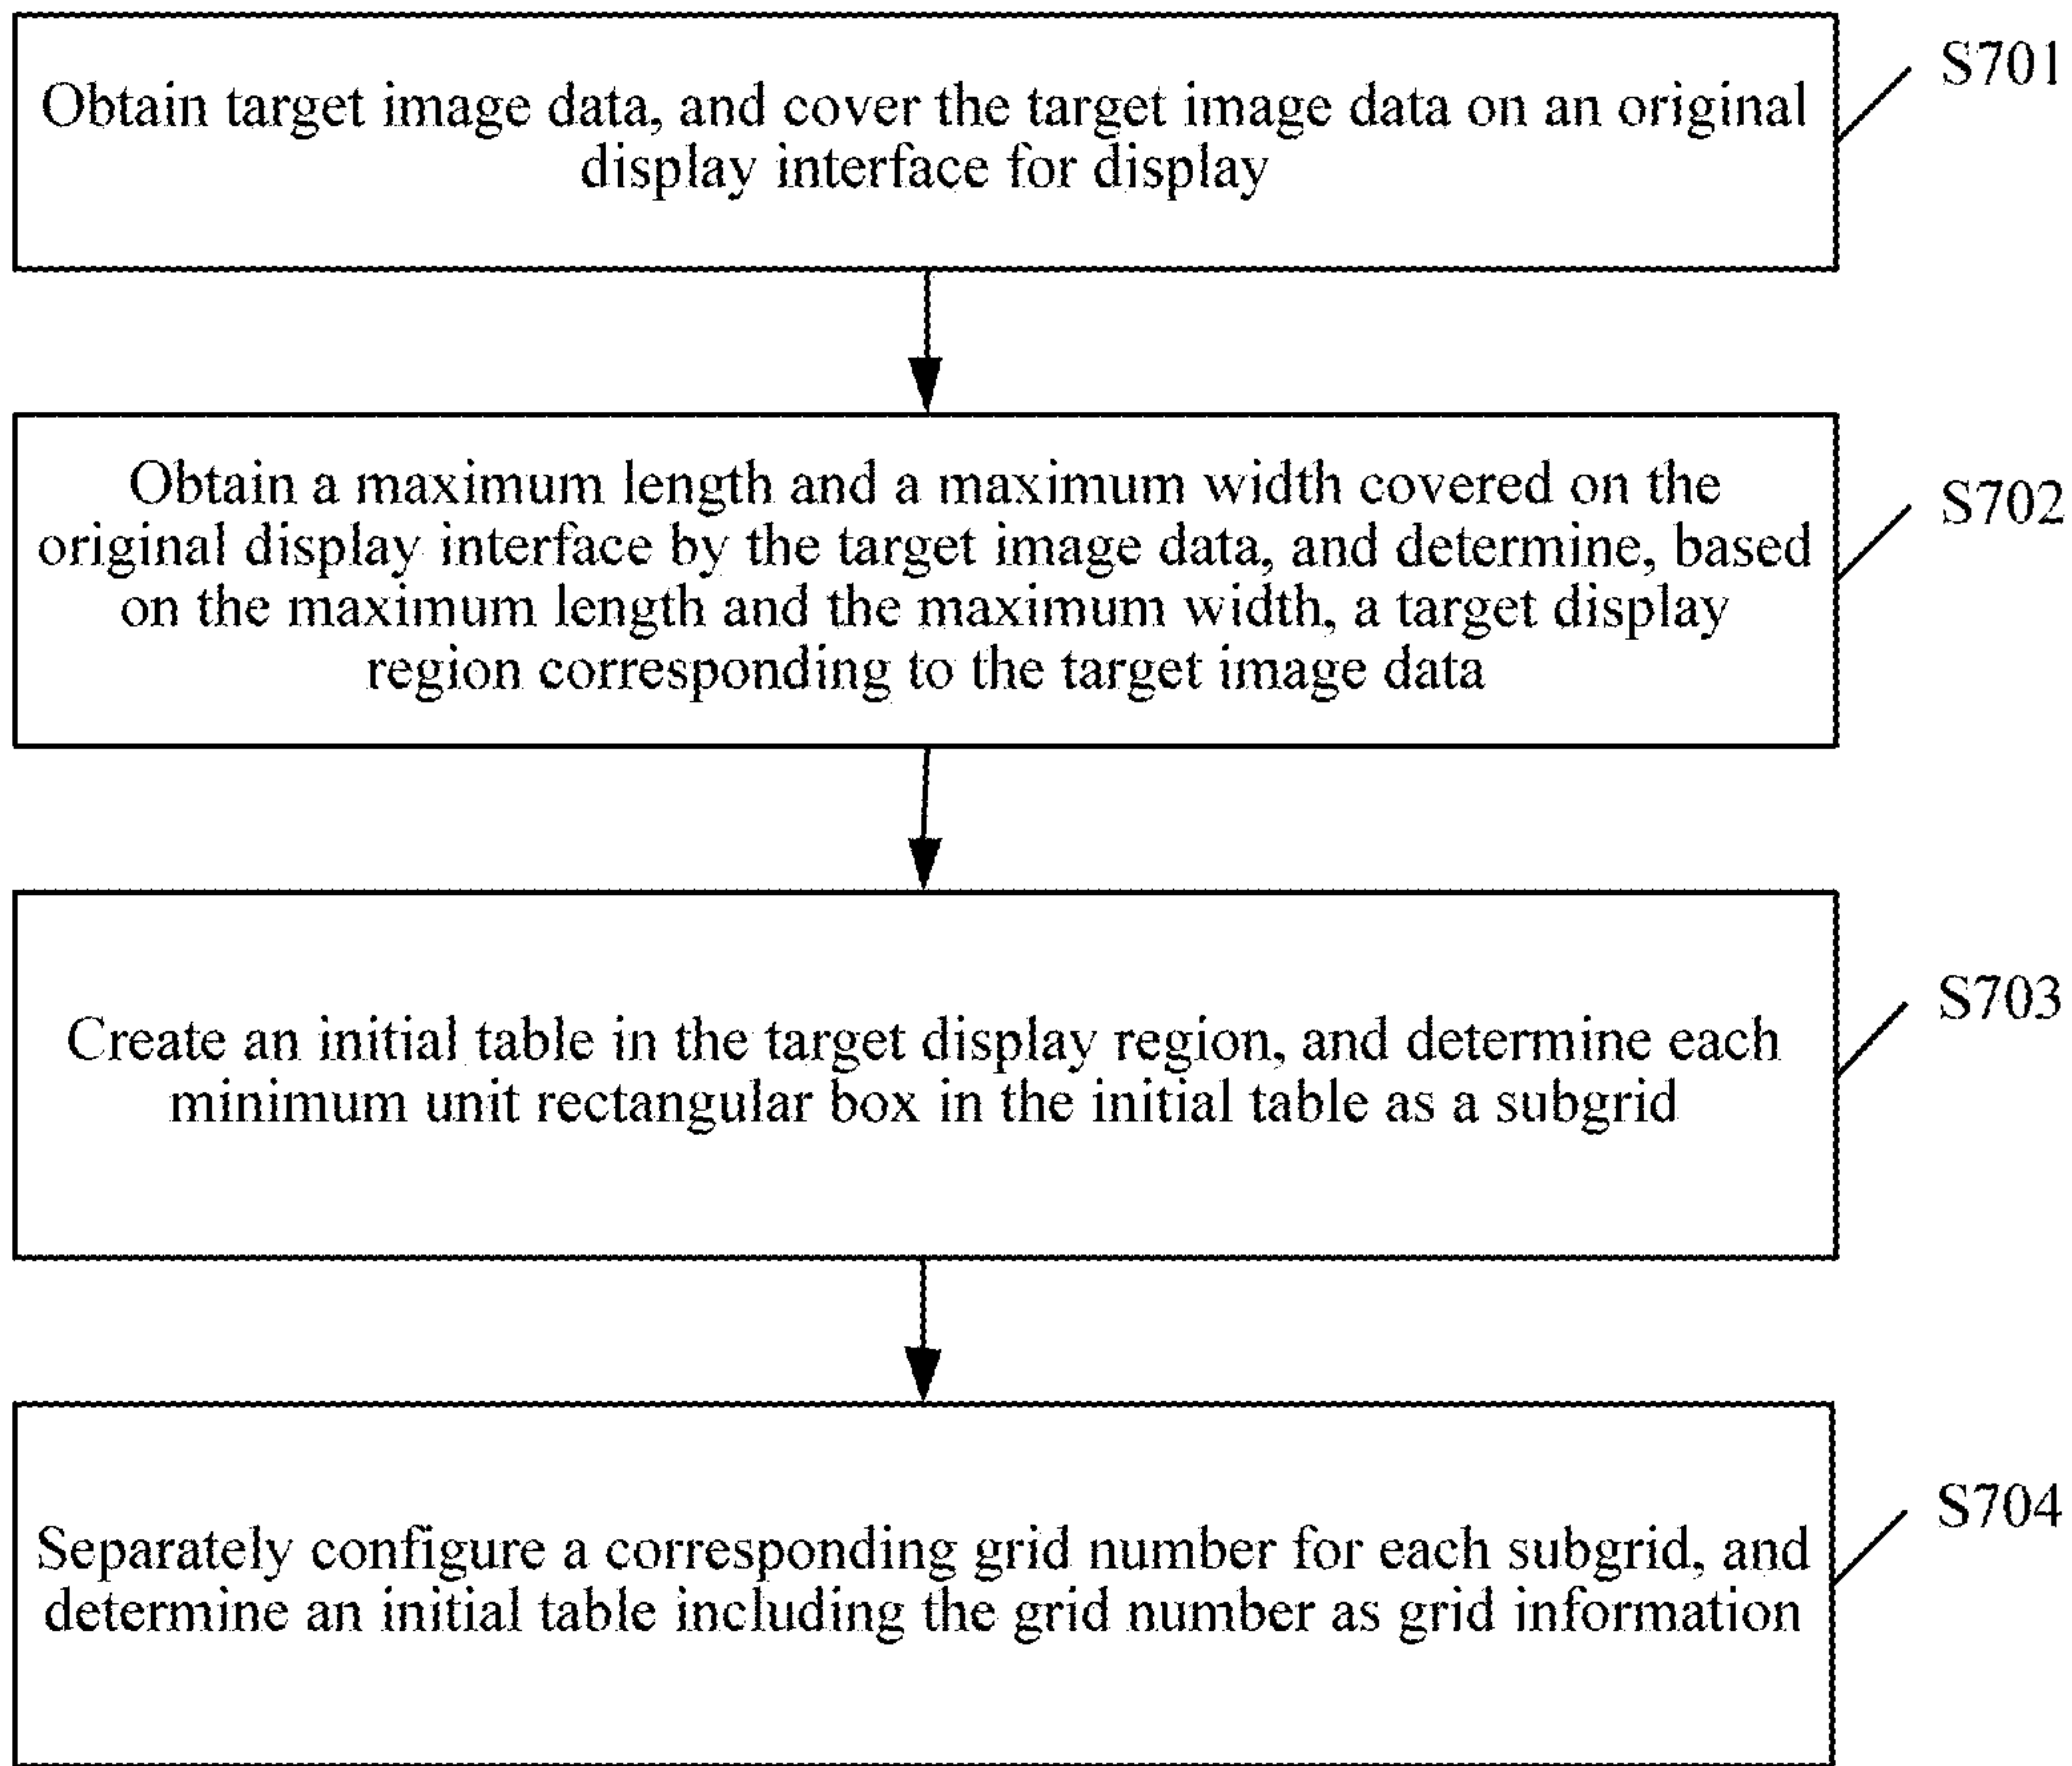 Obtain target image data, and cover the target image data on an original
display interface for display
S701
Obtain a maximum length and a maximum width covered on the
original display interface by the target image data, and determine, based
on the maximum length and the maximum width, a target display
region corresponding to the target image data
S702
Create an initial table in the target display region, and determine each
minimum unit rectangular box in the initial table as a subgrid
S703
Separately configure a corresponding grid number for each subgrid, and
determine an initial table including the grid number as grid information
S704